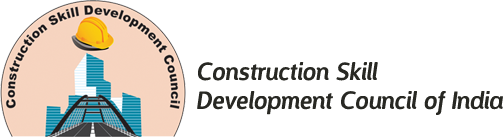 Construction Skill Development Council
Construction Skill
Development Council of India